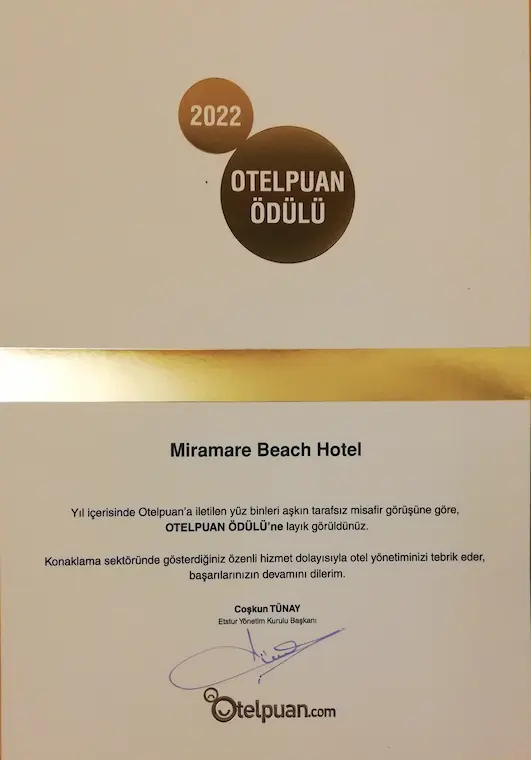 2022
OTELPUAN
ÖDÜLÜ
Miramare Beach Hotel
Yıl içerisinde Otelpuan'a iletilen yüz binleri aşkın tarafsız misafir görüşüne göre,
OTELPUAN ÖDÜLÜ'ne layık görüldünüz.
Konaklama sektöründe gösterdiğiniz özenli hizmet dolayısıyla otel yönetiminizi tebrik eder,
başarılarınızın devamını dilerim.
Coşkun TÜNAY
Etstur Yönetim Kurulu Başkanı
Otelpuan.com